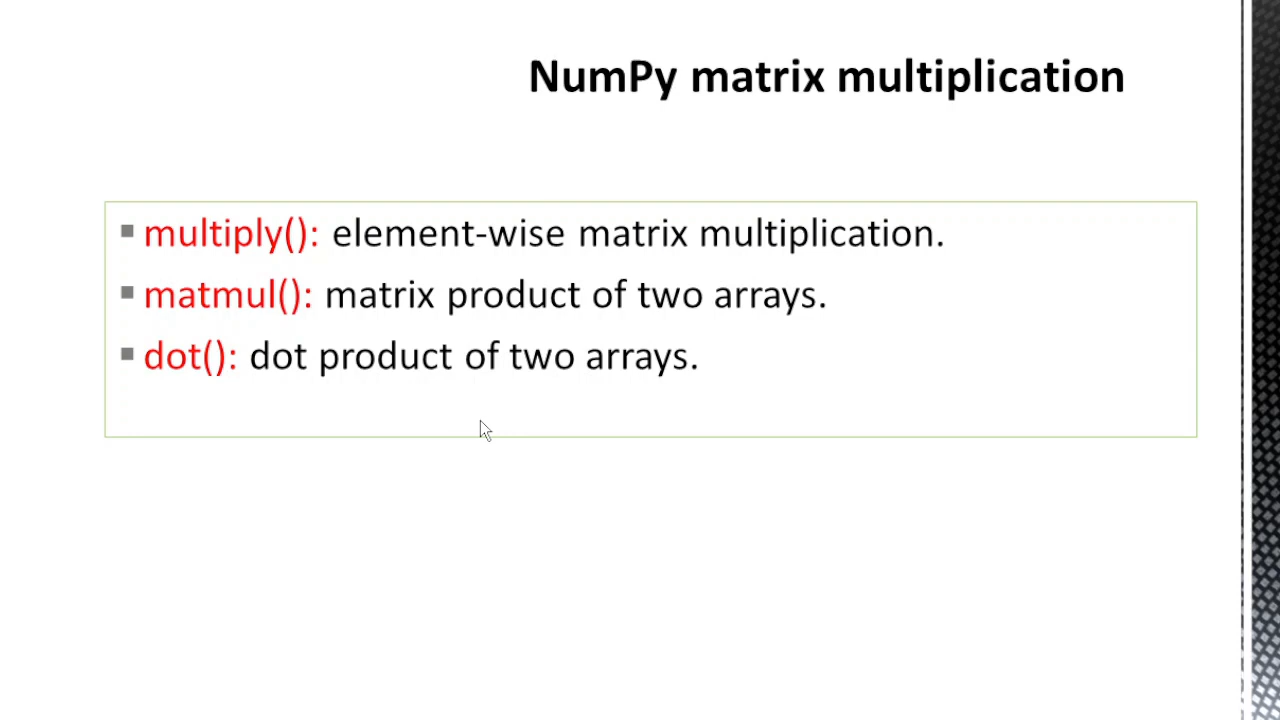 NumPy matrix multiplication
▪ multiply(): element-wise matrix multiplication.
▪ matmul(): matrix product of two arrays.
▪ dot(): dot product of two arrays.